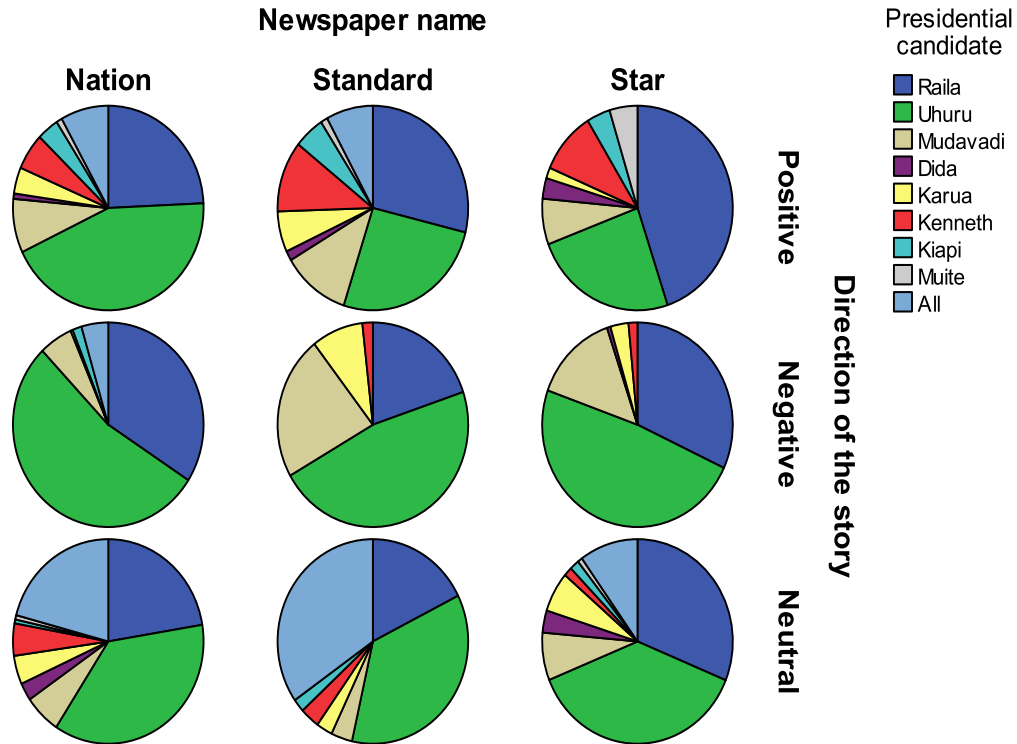 Newspaper name
Nation
Standard
Star
Positive
Negative
Neutral
Direction of the story
Presidential
candidate
Raila
Uhuru
Mudavadi
Dida
Karua
Kenneth
Kiapi
Muite
All